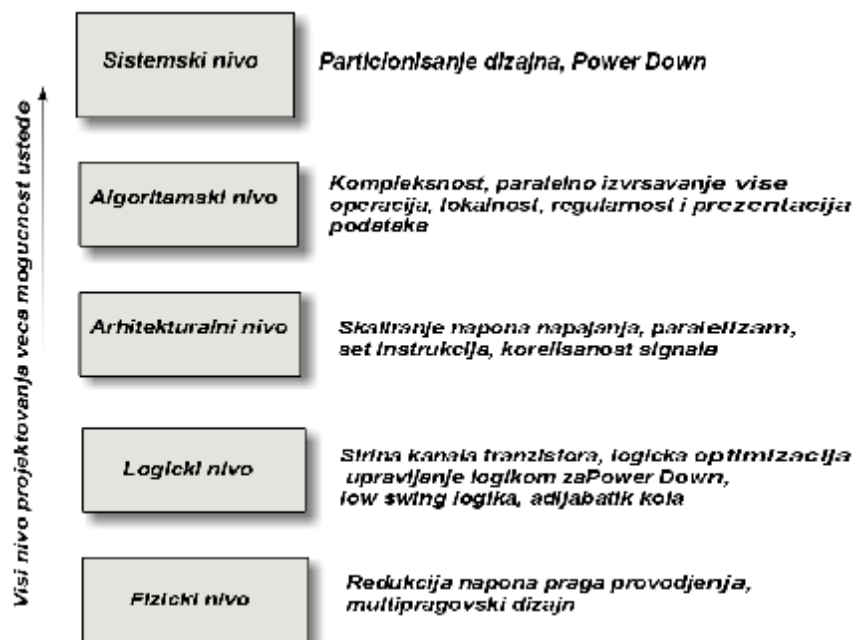 Sistemski nivo
Particionisanje dizajna, Power Down
Algoritamski nivo
Kompleksnost, paralelno izvrsavanje vise
operacija, lokalnost, regularnost i prezentacija
podataka
Arhitekturalni nivo
Skaliranje napona napajanja, paralelizam,
set instrukcija, korelisanost signala
Logicki nivo
Sirina kanala tranzistora, logicka optimizacija
upravljanje logikom zaPower Down,
low swing logika, adijabatik kola
Fizicki nivo
Redukcija napona praga provodjenja,
multipragovski dizajn
Visi nivo projektovanja veca mogucnost ustede